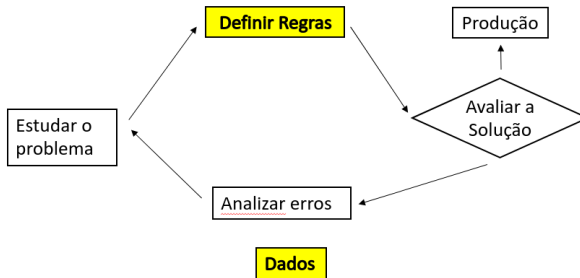 Definir Regras
Produção
Avaliar a
Solução
Estudar o
problema
Analizar erros
Dados